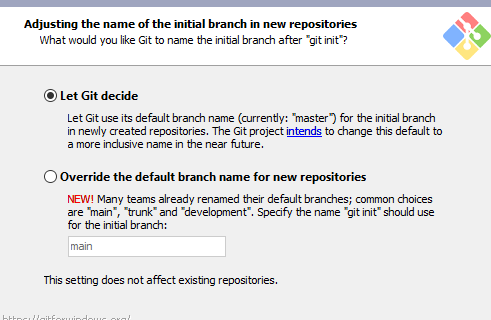 Adjusting the name of the initial branch in new repositories
What would you like Git to name the initial branch after "git init"?
Let Git decide
Let Git use its default branch name (currently: "master") for the initial branch
in newly created repositories. The Git project intends to change this default to
a more inclusive name in the near future.
Override the default branch name for new repositories
NEW! Many teams already renamed their default branches; common choices
are "main", "trunk" and "development". Specify the name "git init" should use
for the initial branch:
main
This setting does not affect existing repositories.
https://gitforwindows.org/